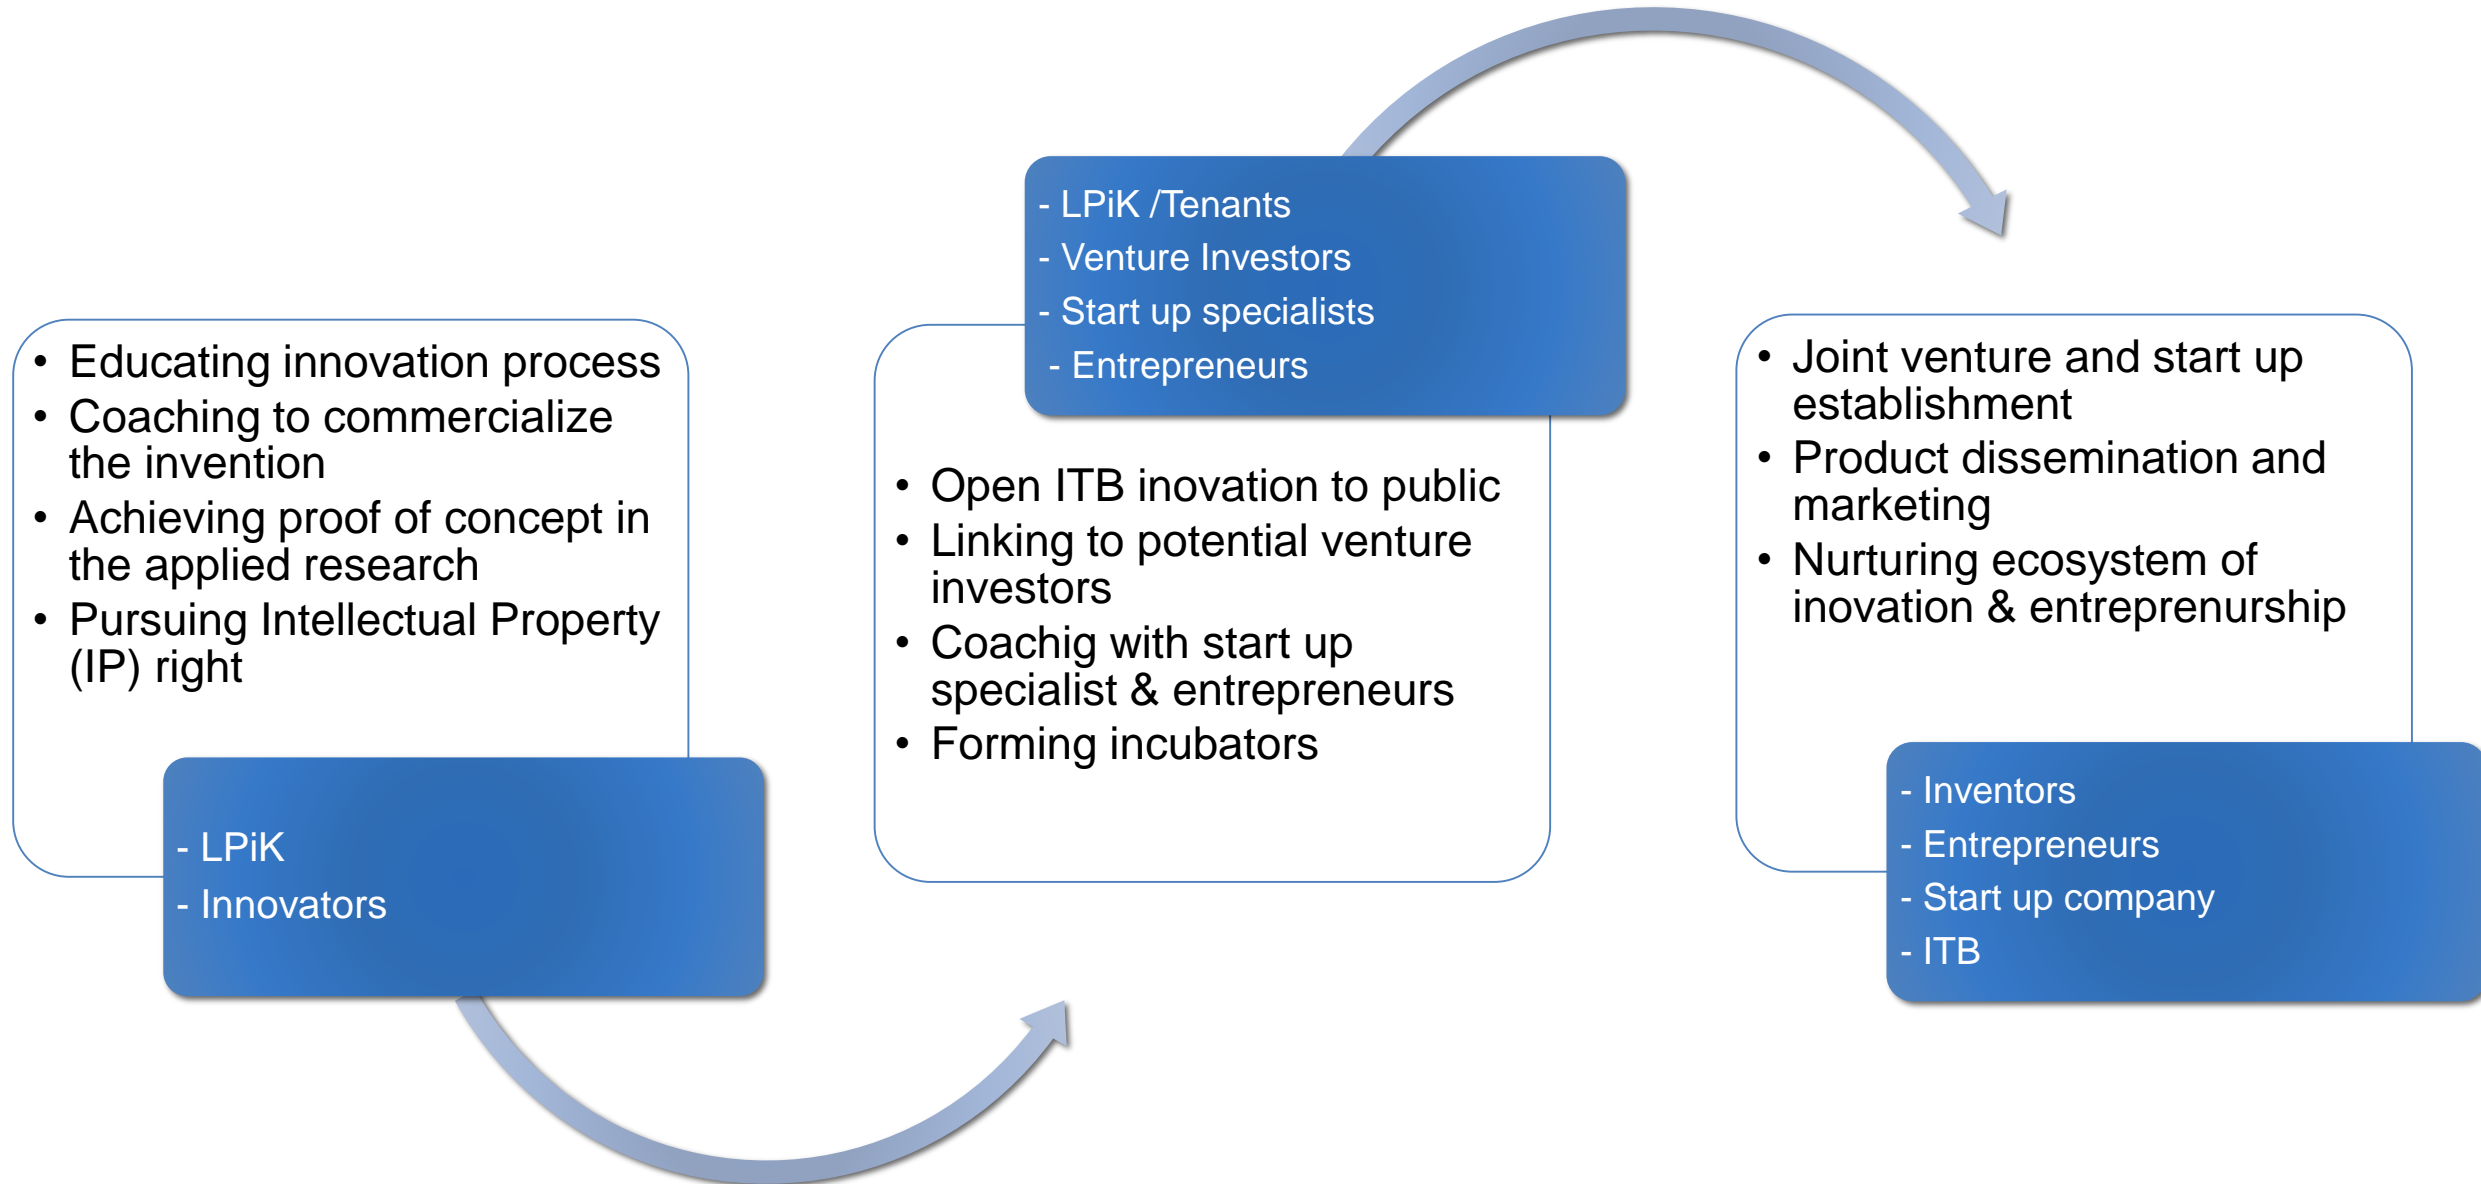 • Educating innovation process
• Coaching to commercialize
the invention
• Achieving proof of concept in
the applied research
• Pursuing Intellectual Property
(IP) right
- LPiK
- Innovators
- LPiK /Tenants
- Venture Investors
- Start up specialists
- Entrepreneurs
• Open ITB inovation to public
• Linking to potential venture
investors
• Coachig with start up
specialist & entrepreneurs
• Forming incubators
• Joint venture and start up
establishment
• Product dissemination and
marketing
• Nurturing ecosystem of
inovation & entreprenurship
- Inventors
- Entrepreneurs
- Start up company
- ITB